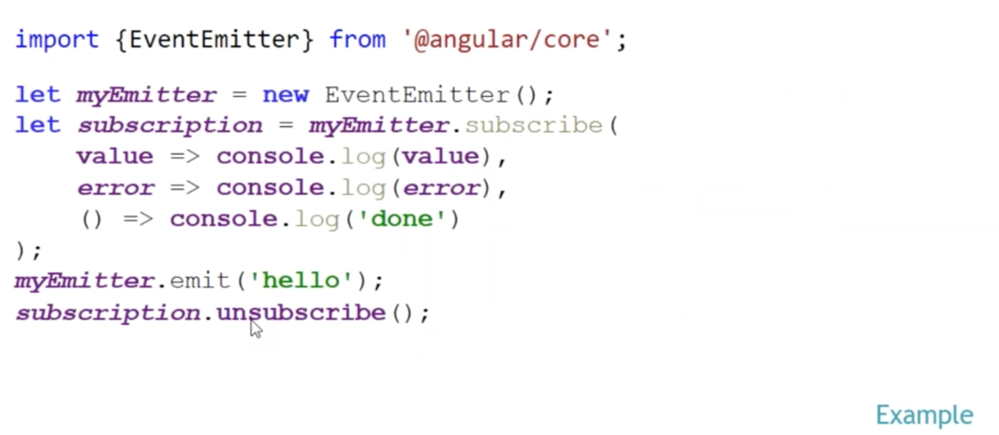 import {EventEmitter} from '@angular/core';
let myEmitter = new EventEmitter();
let subscription = myEmitter.subscribe(
    value => console.log(value),
    error => console.log(error),
    () => console.log('done')
);
myEmitter.emit('hello');
subscription.unsubscribe();
Example